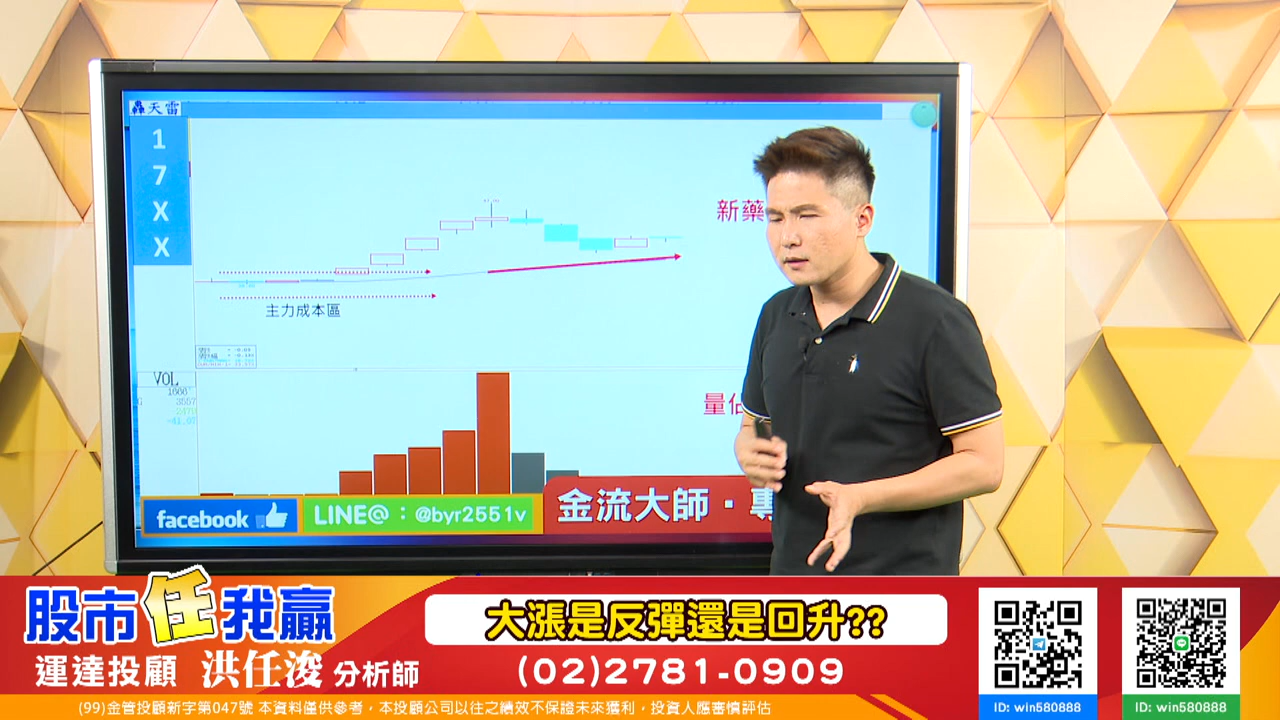 轟天雷
1
7
X
X
新藥
主力成本區
VOL
量佔
facebook
LINE@：@byr2551v
金流大師．專
股市任我贏
運達投顧 洪任浚 分析師
大漲是反彈還是回升??
(02)2781-0909
ID: win580888
ID: win580888
(99)金管投顧新字第047號 本資料僅供參考，本投顧公司以往之績效不保證未來獲利，投資人應審慎評估